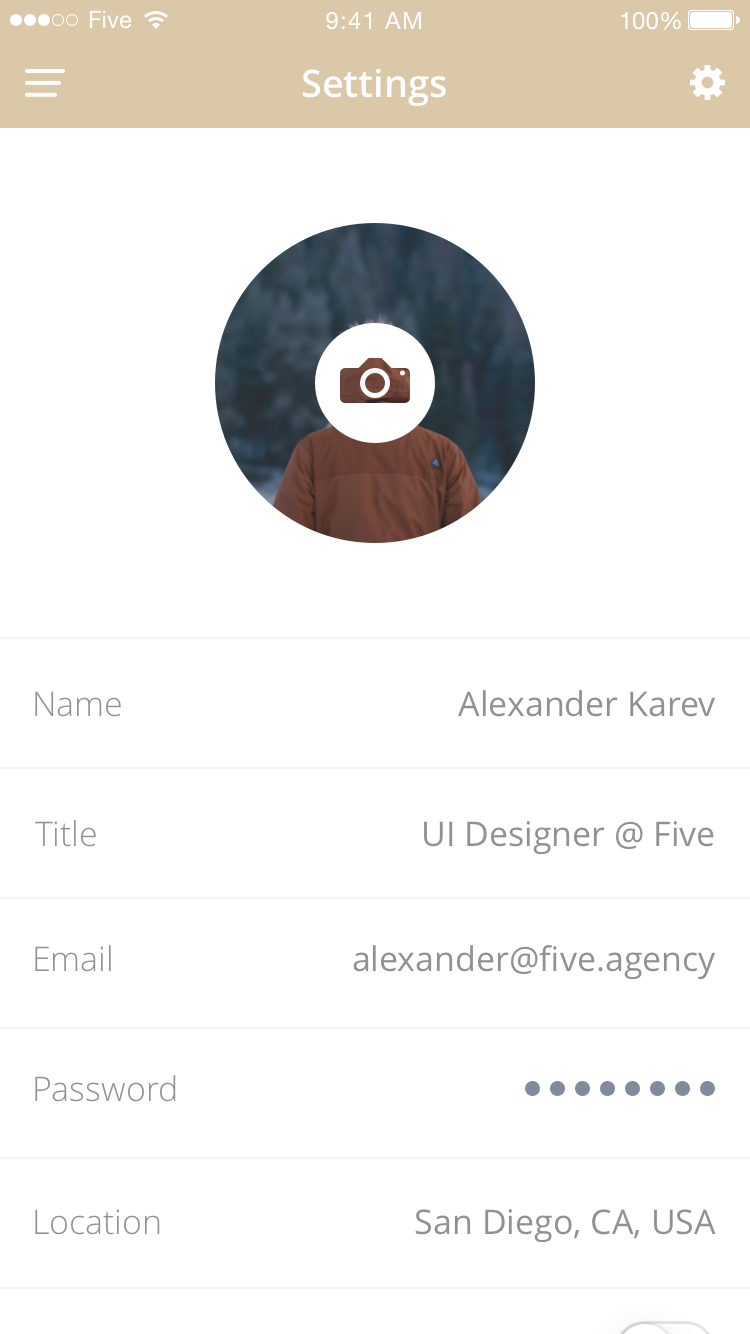 Five 9:41 AM 100%
Settings
Name Alexander Karev
Title UI Designer @ Five
Email alexander@five.agency
Password ••••••••
Location San Diego, CA, USA